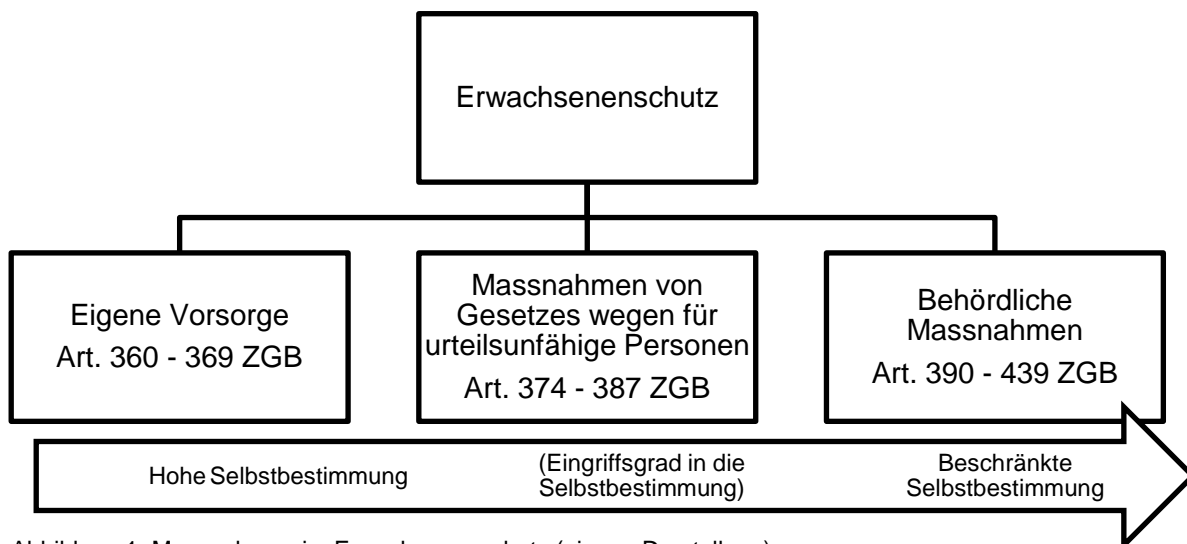 Erwachsenenschutz
Eigene Vorsorge
Art. 360 - 369 ZGB
Massnahmen von
Gesetzes wegen für
urteilsunfähige Personen
Art. 374 - 387 ZGB
Behördliche
Massnahmen
Art. 390 - 439 ZGB
Hohe Selbstbestimmung
(Eingriffsgrad in die
Selbstbestimmung)
Beschränkte
Selbstbestimmung